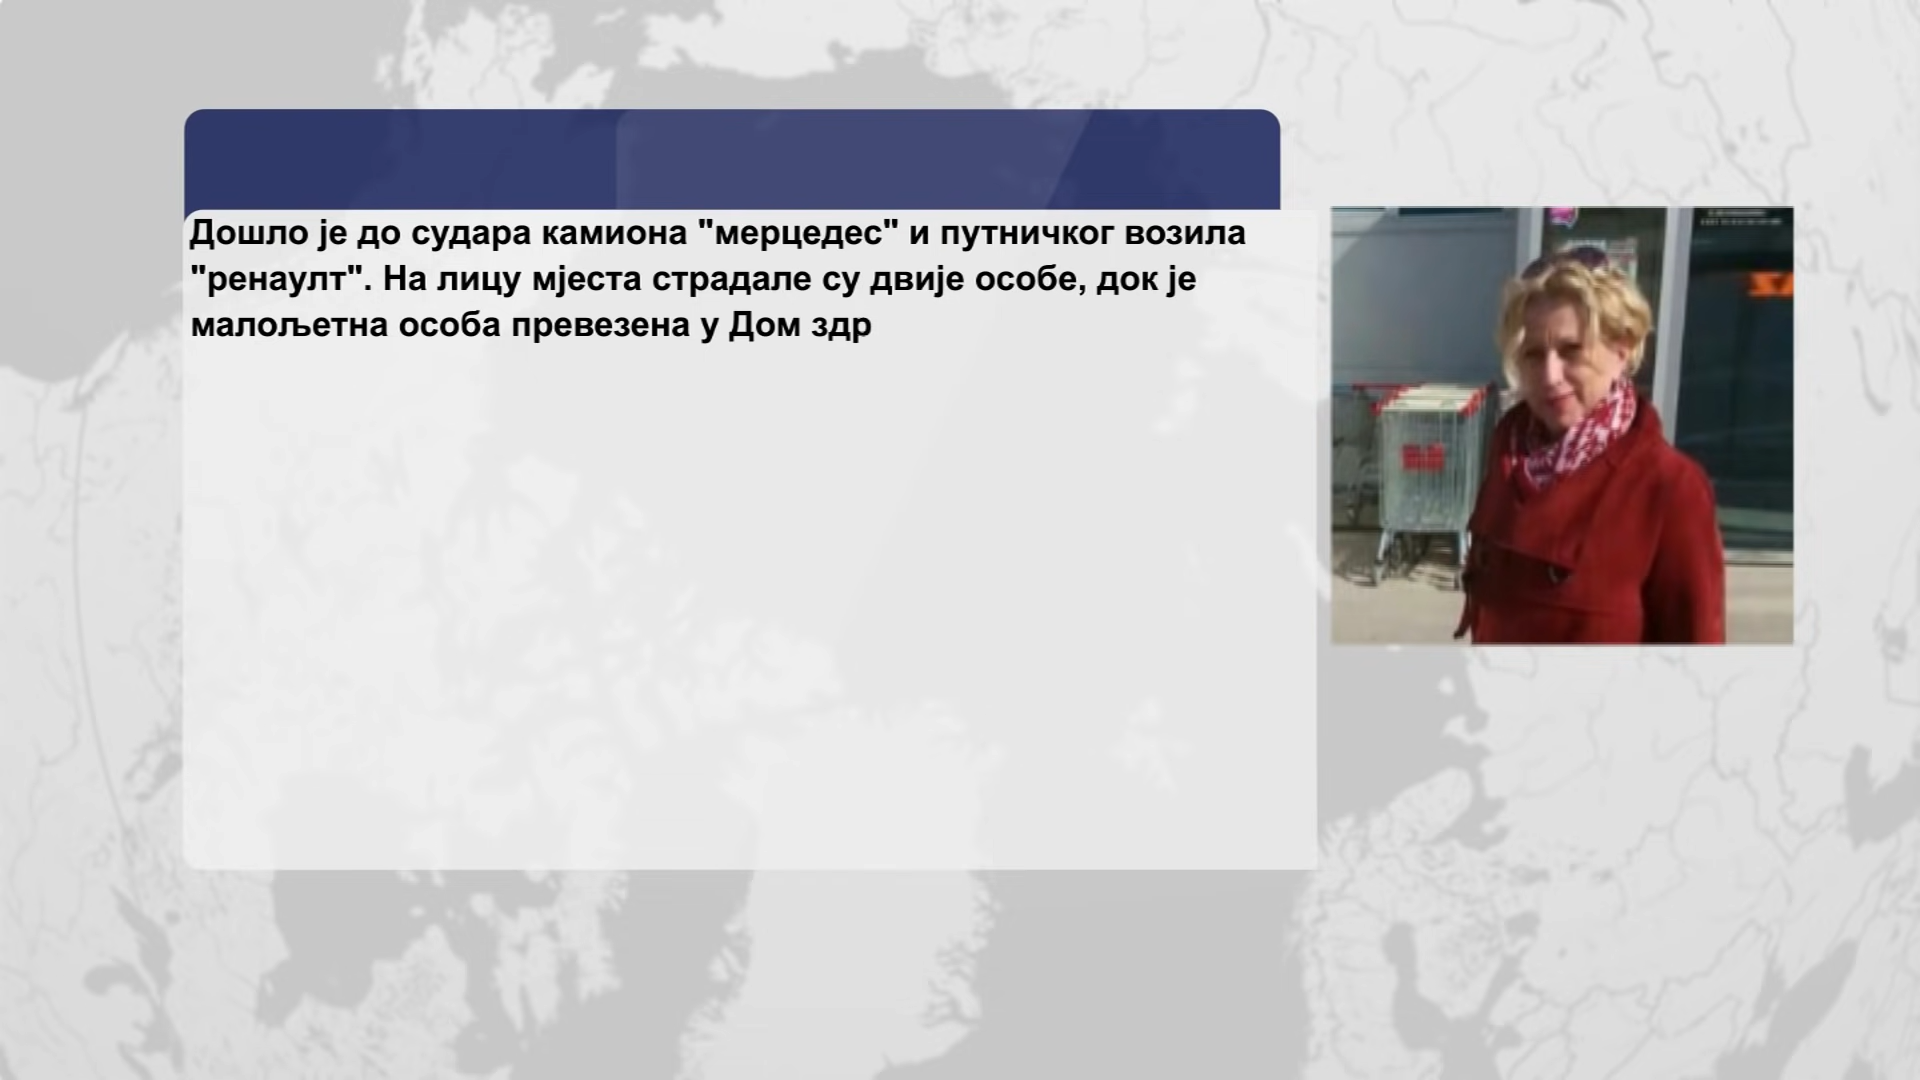 Дошло је до судара камиона "мерцедес" и путничког возила
"ренаулт". На лицу мјеста страдале су двије особе, док је
малољетна особа превезена у Дом здр